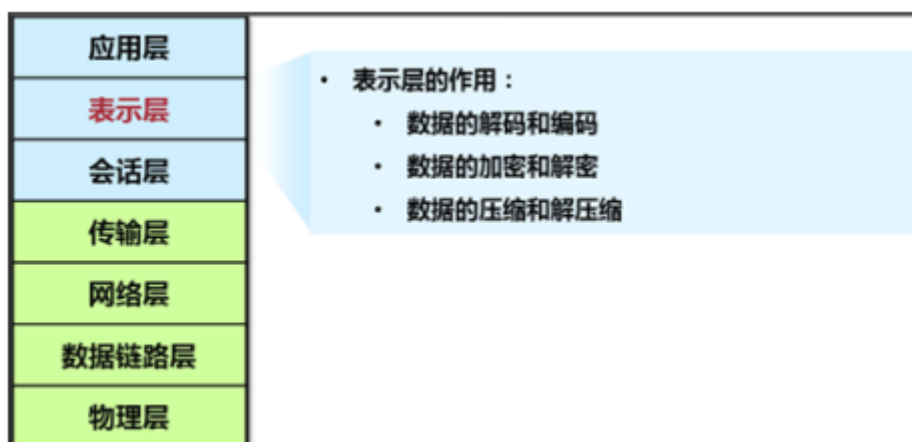 应用层
表示层
会话层
传输层
网络层
数据链路层
物理层
• 表示层的作用：
• 数据的解码和编码
• 数据的加密和解密
• 数据的压缩和解压缩